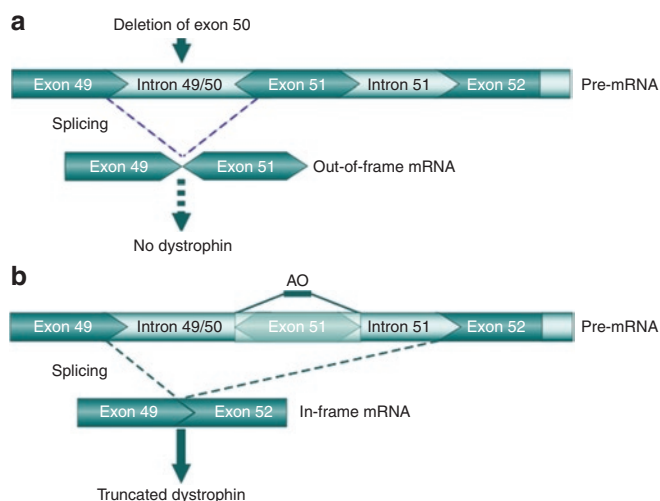 a
Deletion of exon 50
Exon 49 Intron 49/50 Exon 51 Intron 51 Exon 52 Pre-mRNA
Splicing
Exon 49 Exon 51 Out-of-frame mRNA
No dystrophin
b
AO
Exon 49 Intron 49/50 Exon 51 Intron 51 Exon 52 Pre-mRNA
Splicing
Exon 49 Exon 52 In-frame mRNA
Truncated dystrophin